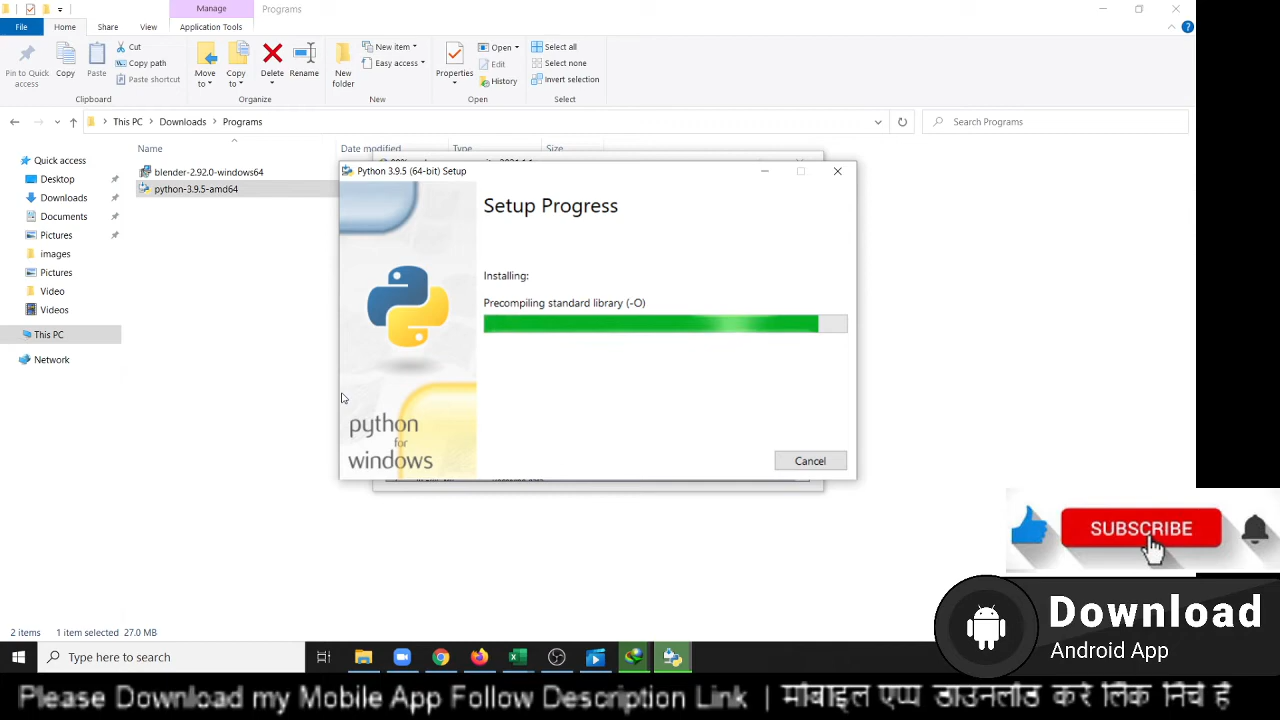 Manage
Programs
File
Home
Share
View
Application Tools
Pin to Quick access
Copy
Paste
Cut
Copy path
Paste shortcut
Clipboard
Move to
Copy to
Delete
Rename
Organize
New folder
New item
Easy access
New
Properties
Open
Edit
History
Open
Select all
Select none
Invert selection
Select
This PC > Downloads > Programs
Search Programs
Name
Date modified
Type
Size
Quick access
Desktop
Downloads
Documents
Pictures
images
Pictures
Video
Videos
This PC
Network
blender-2.92.0-windows64
python-3.9.5-amd64
Python 3.9.5 (64-bit) Setup
Setup Progress
Installing:
Precompiling standard library (-O)
python
for
windows
Cancel
SUBSCRIBE
Download
Android App
2 items
1 item selected 27.0 MB
Type here to search
Please Download my Mobile App Follow Description Link | मोबाइल एप्प डाउनलोड करे लिंक निचे है